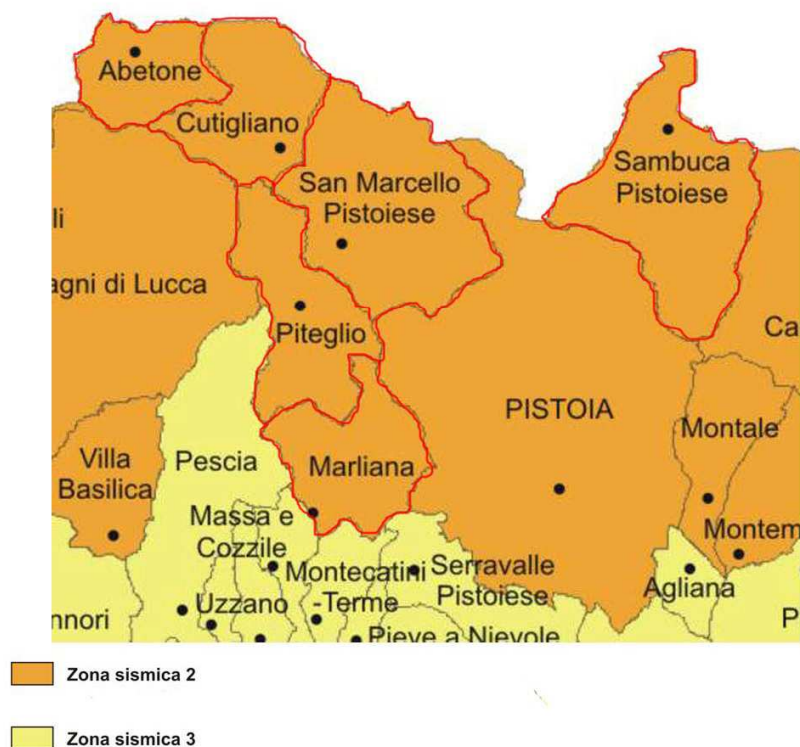 Abetone
Cutigliano
San Marcello
Pistoiese
Sambuca
Pistoiese
li
agni di Lucca
Piteglio
Ca
PISTOIA
Montale
Villa
Basilica
Pescia
Marliana
Massa e
Cozzile
Montem
Montecatini
-Terme
Serravalle
Pistoiese
Agliana
Uzzano
nnori
P
Pieve a Nievole
Zona sismica 2
Zona sismica 3